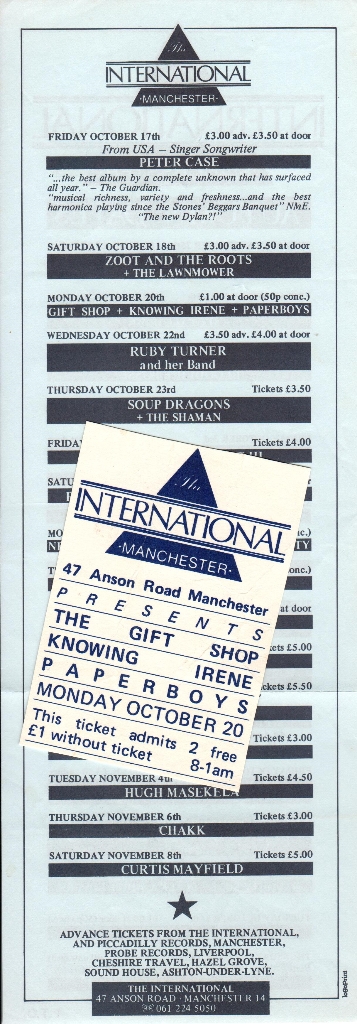 The
INTERNATIONAL
·MANCHESTER·
FRIDAY OCTOBER 17th £3.00 adv. £3.50 at door
From USA – Singer Songwriter
PETER CASE
"...the best album by a complete unknown that has surfaced
all year." – The Guardian.
"musical richness, variety and freshness...and the best
harmonica playing since the Stones' Beggars Banquet" NME.
"The new Dylan?!"
SATURDAY OCTOBER 18th £3.00 adv. £3.50 at door
ZOOT AND THE ROOTS
+ THE LAWNMOWER
MONDAY OCTOBER 20th £1.00 at door (50p conc.)
GIFT SHOP + KNOWING IRENE + PAPERBOYS
WEDNESDAY OCTOBER 22nd £3.50 adv. £4.00 at door
RUBY TURNER
and her Band
THURSDAY OCTOBER 23rd Tickets £3.50
SOUP DRAGONS
+ THE SHAMAN
FRIDA Tickets £4.00
SATU
MO nc.)
NE TY
onc.)
at door
kets £5.00
kets £5.50
kets £3.00
The
INTERNATIONAL
·MANCHESTER·
47 Anson Road Manchester
PRESENTS
THE GIFT SHOP
KNOWING IRENE
PAPERBOYS
MONDAY OCTOBER 20
This ticket admits 2 free
£1 without ticket 8-1am
TUESDAY NOVEMBER 4th Tickets £4.50
HUGH MASEKELA
THURSDAY NOVEMBER 6th Tickets £3.00
CHAKK
SATURDAY NOVEMBER 8th Tickets £5.00
CURTIS MAYFIELD
ADVANCE TICKETS FROM THE INTERNATIONAL,
AND PICCADILLY RECORDS, MANCHESTER,
PROBE RECORDS, LIVERPOOL,
CHESHIRE TRAVEL, HAZEL GROVE,
SOUND HOUSE, ASHTON-UNDER-LYNE.
THE INTERNATIONAL
47 ANSON ROAD · MANCHESTER 14
061 224 5050